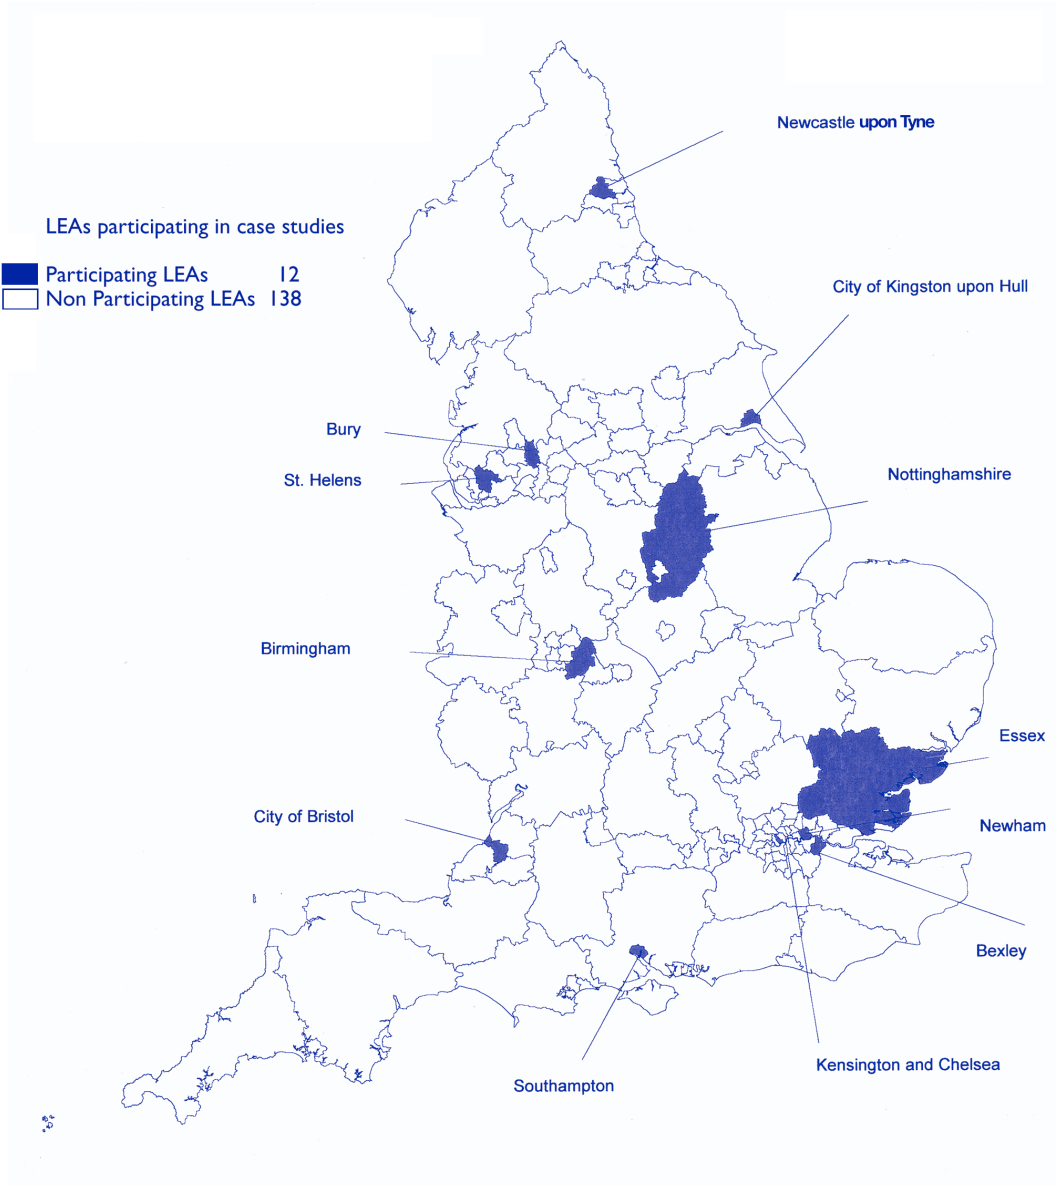 Newcastle upon Tyne
LEAs participating in case studies
Participating LEAs 12
Non Participating LEAs 138
City of Kingston upon Hull
Bury
St. Helens
Nottinghamshire
Birmingham
Essex
City of Bristol
Newham
Bexley
Kensington and Chelsea
Southampton